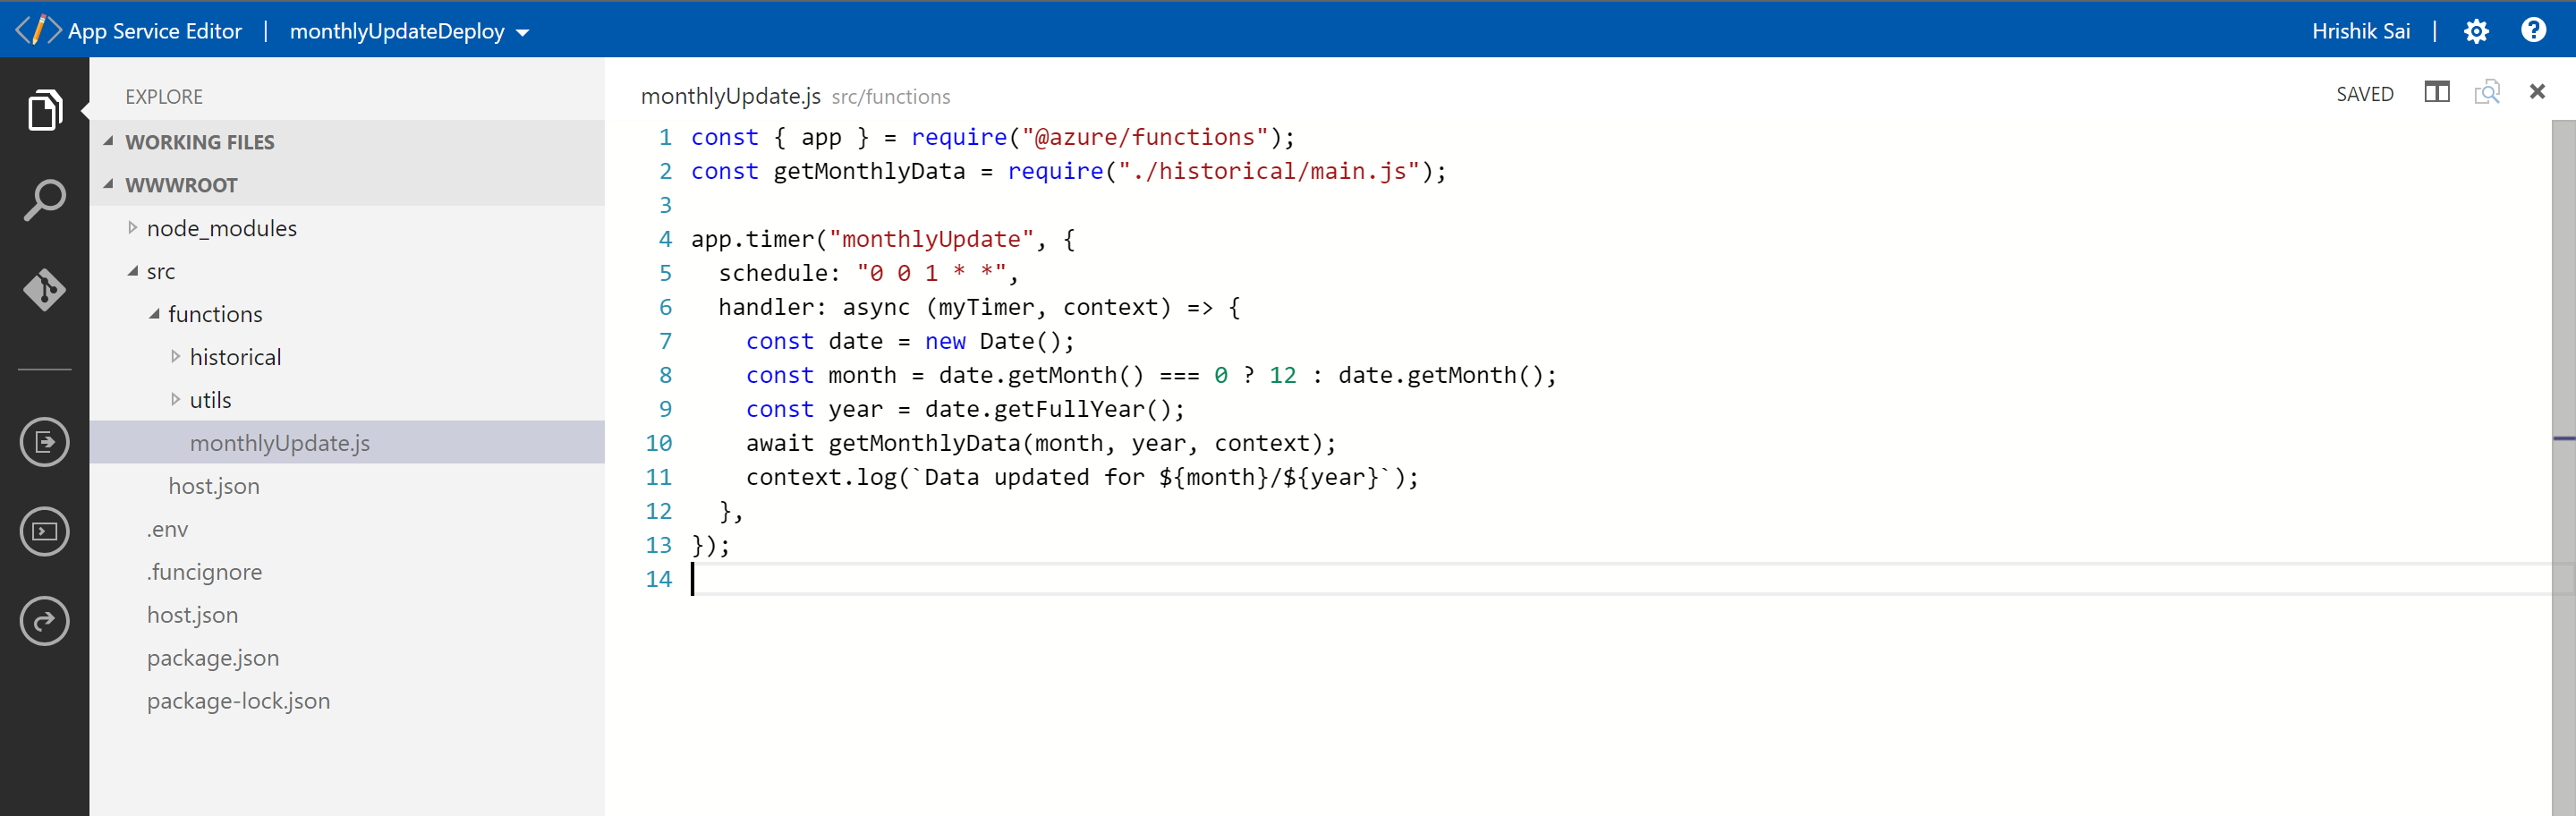 App Service Editor | monthlyUpdateDeploy
Hrishik Sai |
EXPLORE
WORKING FILES
WWWROOT
node_modules
src
functions
historical
utils
monthlyUpdate.js
host.json
.env
.funcignore
host.json
package.json
package-lock.json
monthlyUpdate.js src/functions
SAVED
1 const { app } = require("@azure/functions");
2 const getMonthlyData = require("./historical/main.js");
3
4 app.timer("monthlyUpdate", {
5   schedule: "0 0 1 * *",
6   handler: async (myTimer, context) => {
7     const date = new Date();
8     const month = date.getMonth() === 0 ? 12 : date.getMonth();
9     const year = date.getFullYear();
10     await getMonthlyData(month, year, context);
11     context.log(`Data updated for ${month}/${year}`);
12   },
13 });
14